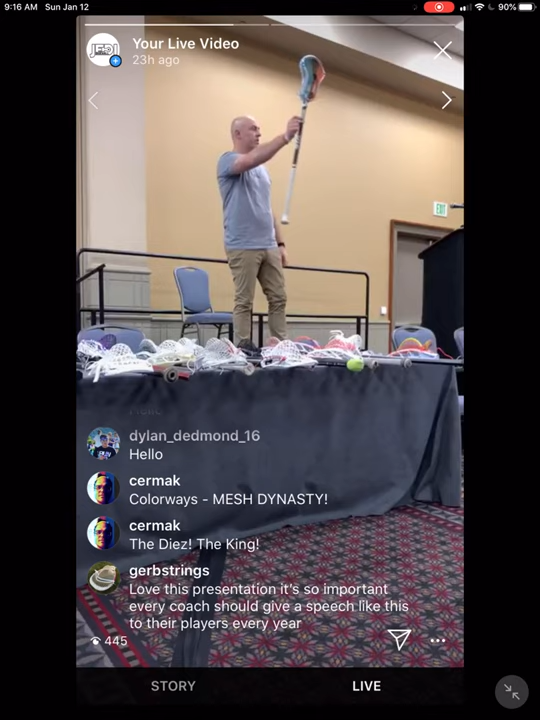 9:16 AM Sun Jan 12
90%
JEDI
Your Live Video
23h ago
EXIT
dylan_dedmond_16
Hello
cermak
Colorways - MESH DYNASTY!
cermak
The Diez! The King!
gerbstrings
Love this presentation it's so important
every coach should give a speech like this
to their players every year
445
STORY
LIVE